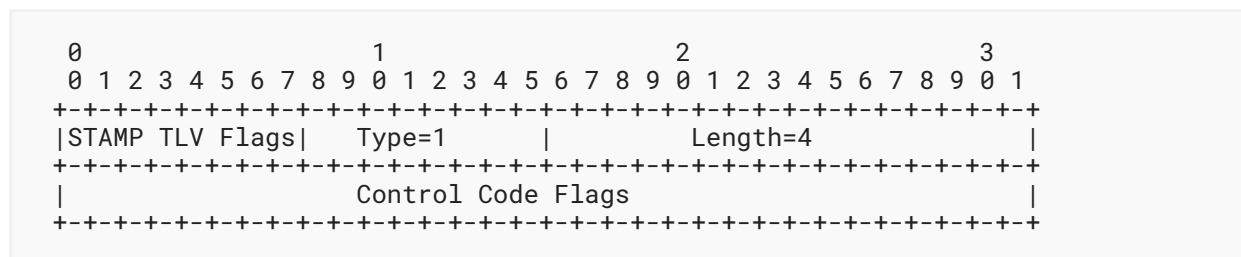 0                   1                   2                   3
 0 1 2 3 4 5 6 7 8 9 0 1 2 3 4 5 6 7 8 9 0 1 2 3 4 5 6 7 8 9 0 1
+-+-+-+-+-+-+-+-+-+-+-+-+-+-+-+-+-+-+-+-+-+-+-+-+-+-+-+-+-+-+-+-+
|STAMP TLV Flags|   Type=1      |         Length=4              |
+-+-+-+-+-+-+-+-+-+-+-+-+-+-+-+-+-+-+-+-+-+-+-+-+-+-+-+-+-+-+-+-+
|                   Control Code Flags                          |
+-+-+-+-+-+-+-+-+-+-+-+-+-+-+-+-+-+-+-+-+-+-+-+-+-+-+-+-+-+-+-+-+